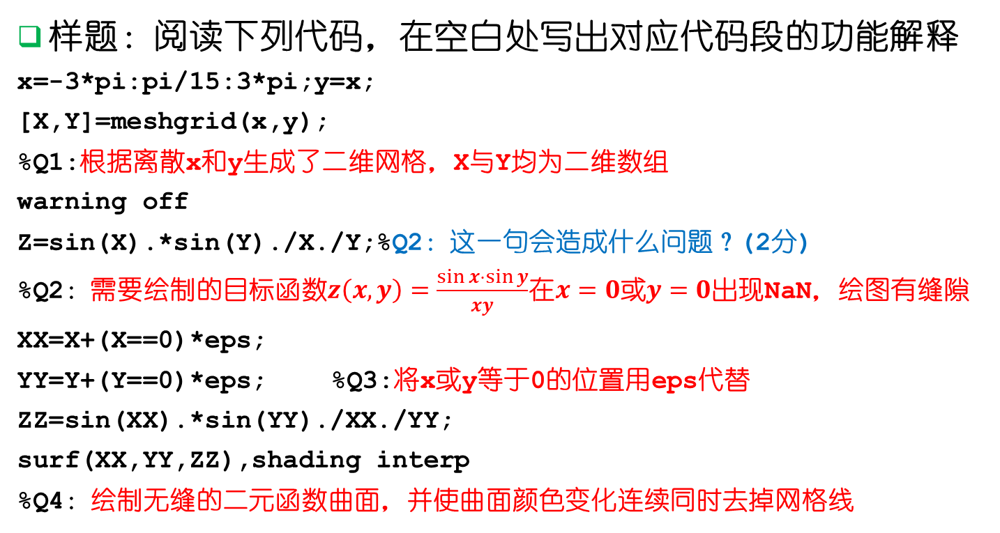 样题：阅读下列代码，在空白处写出对应代码段的功能解释
x=-3*pi:pi/15:3*pi;y=x;
[X,Y]=meshgrid(x,y);
%Q1:根据离散x和y生成了二维网格，X与Y均为二维数组
warning off
Z=sin(X).*sin(Y)./X./Y;%Q2：这一句会造成什么问题？(2分)
%Q2：需要绘制的目标函数z(x,y)=\frac{sin x·sin y}{xy}在x=0或y=0出现NaN，绘图有缝隙
XX=X+(X==0)*eps;
YY=Y+(Y==0)*eps; %Q3:将x或y等于0的位置用eps代替
ZZ=sin(XX).*sin(YY)./XX./YY;
surf(XX,YY,ZZ),shading interp
%Q4：绘制无缝的二元函数曲面，并使曲面颜色变化连续同时去掉网格线